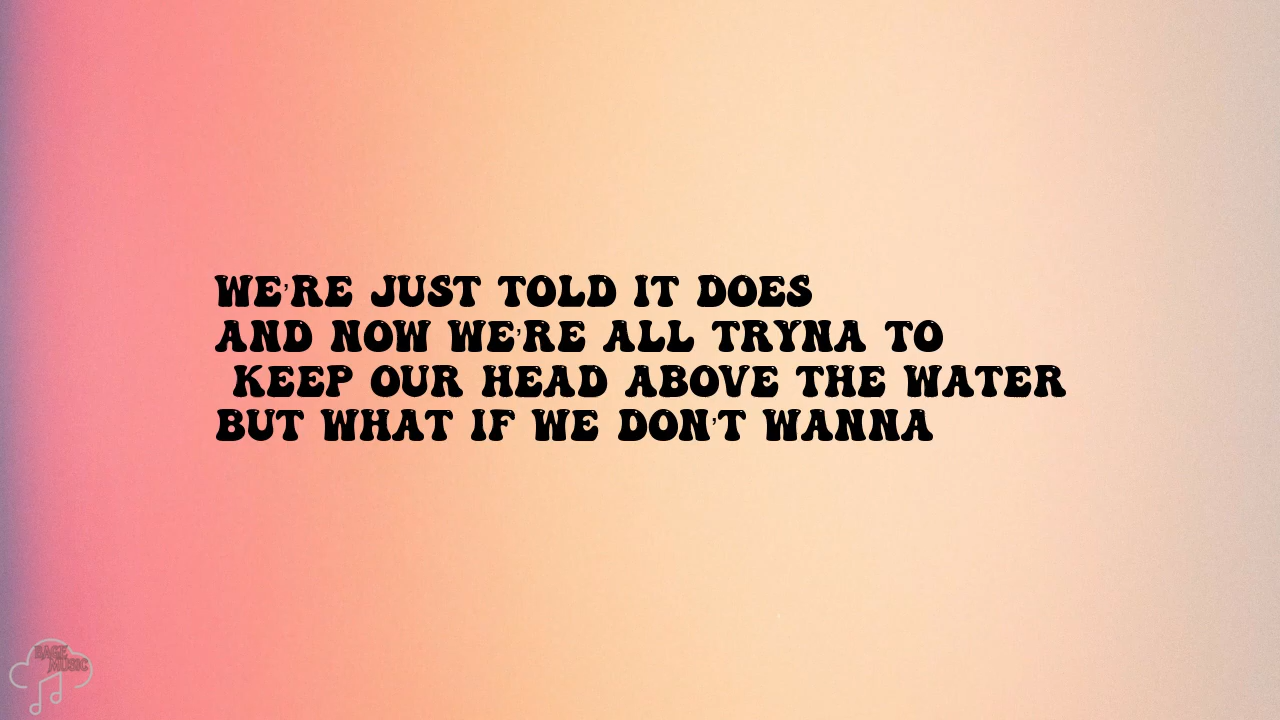 WE'RE JUST TOLD IT DOES
AND NOW WE'RE ALL TRYNA TO
KEEP OUR HEAD ABOVE THE WATER
BUT WHAT IF WE DON'T WANNA
MUSIC